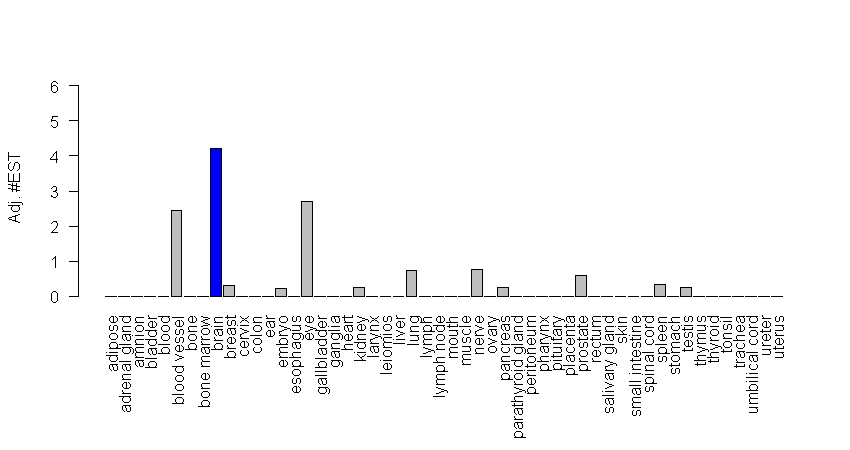 Adj. #EST
6
5
4
3
2
1
0
adipose
adrenal gland
amnion
bladder
blood
blood vessel
bone
bone marrow
brain
breast
cervix
colon
ear
embryo
esophagus
eye
gallbladder
ganglia
heart
kidney
larynx
leiomios
liver
lung
lymph
lymph node
mouth
muscle
nerve
ovary
pancreas
parathyroid gland
peritoneum
pharynx
pituitary
placenta
prostate
rectum
salivary gland
skin
small intestine
spinal cord
spleen
stomach
testis
thymus
thyroid
tonsil
trachea
umbilical cord
ureter
uterus